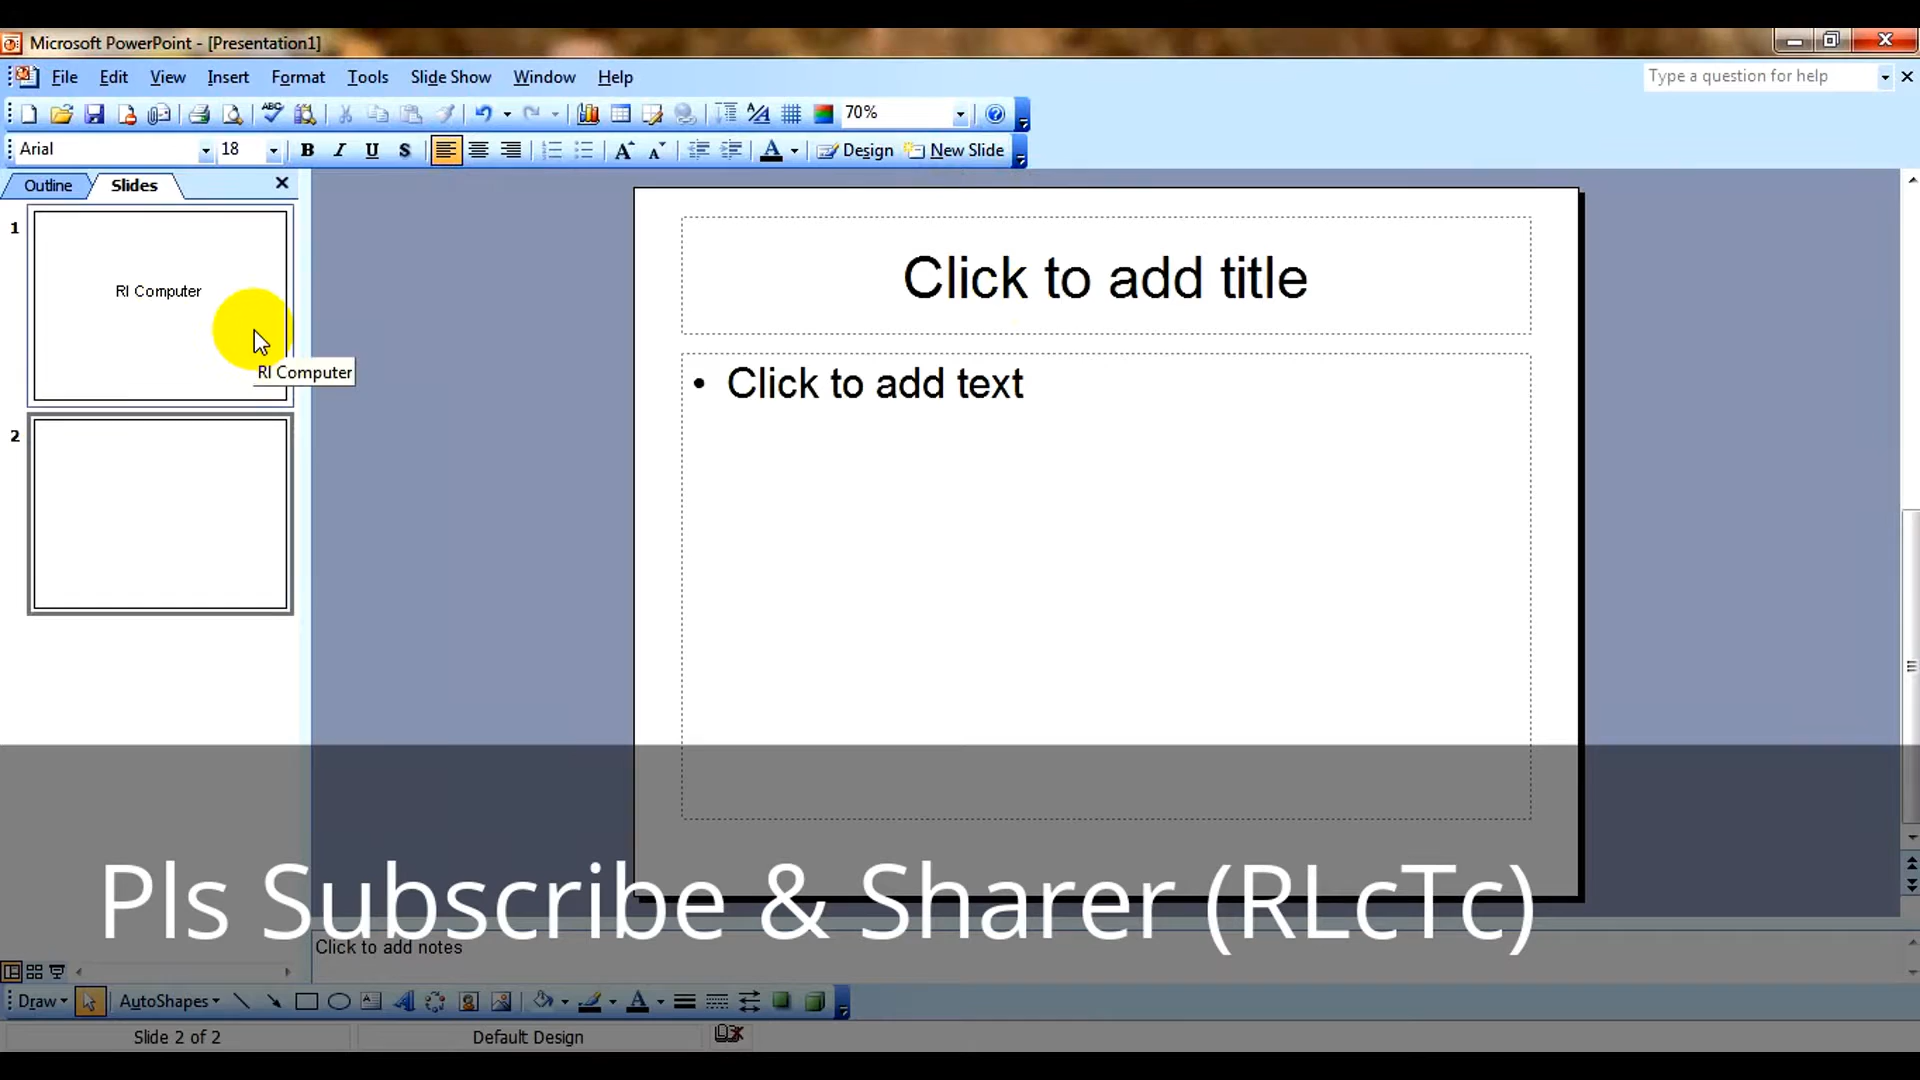 Microsoft PowerPoint - [Presentation1]
File Edit View Insert Format Tools Slide Show Window Help
Type a question for help
70%
Arial 18 B I U S Design New Slide
Outline Slides
1
RI Computer
RI Computer
2
Click to add title
• Click to add text
Pls Subscribe & Sharer (RLcTc)
Click to add notes
Draw AutoShapes
Slide 2 of 2 Default Design